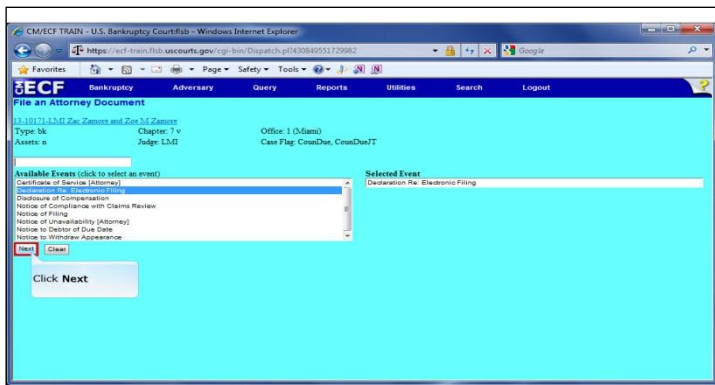 CM/ECF TRAIN - U.S. Bankruptcy Court:flsb - Windows Internet Explorer
https://ecf-train.flsb.uscourts.gov/cgi-bin/Dispatch.pl?430849551729982
Google
Favorites Page Safety Tools
ECF Bankruptcy Adversary Query Reports Utilities Search Logout ?
File an Attorney Document
13-10171-LMI Zac Zamore and Zoe M Zamore
Type: bk Chapter: 7 v Office: 1 (Miami)
Assets: n Judge: LMI Case Flag: CounDue, CounDueJT
Available Events (click to select an event) Selected Event
Certificate of Service [Attorney] Declaration Re: Electronic Filing
Declaration Re: Electronic Filing
Disclosure of Compensation
Notice of Compliance with Claims Review
Notice of Filing
Notice of Unavailability [Attorney]
Notice to Debtor of Due Date
Notice to Withdraw Appearance
Next Clear
Click Next